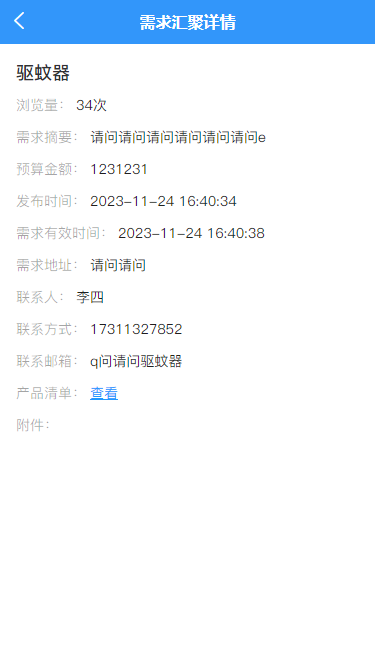 需求汇聚详情
驱蚊器
浏览量： 34次
需求摘要： 请问请问请问请问请问请问e
预算金额： 1231231
发布时间： 2023-11-24 16:40:34
需求有效时间： 2023-11-24 16:40:38
需求地址： 请问请问
联系人： 李四
联系方式： 17311327852
联系邮箱： q问请问驱蚊器
产品清单： 查看
附件：